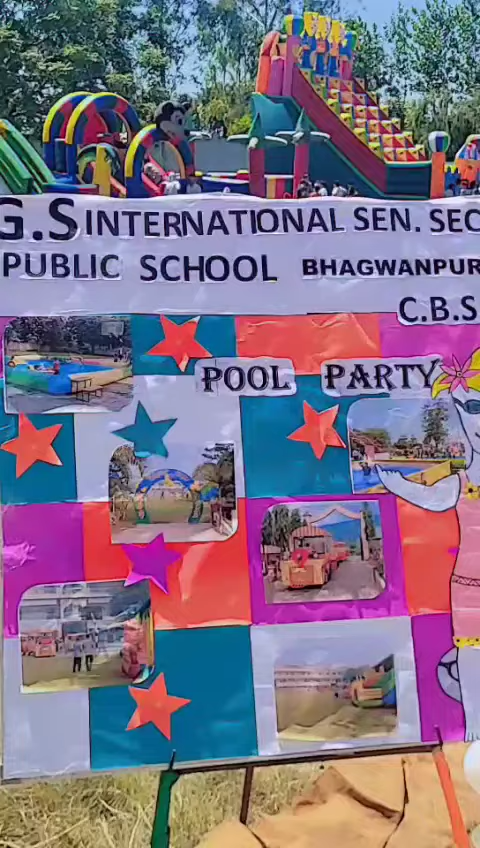 G.S INTERNATIONAL SEN. SEC
PUBLIC SCHOOL BHAGWANPUR
C.B.S
POOL PARTY